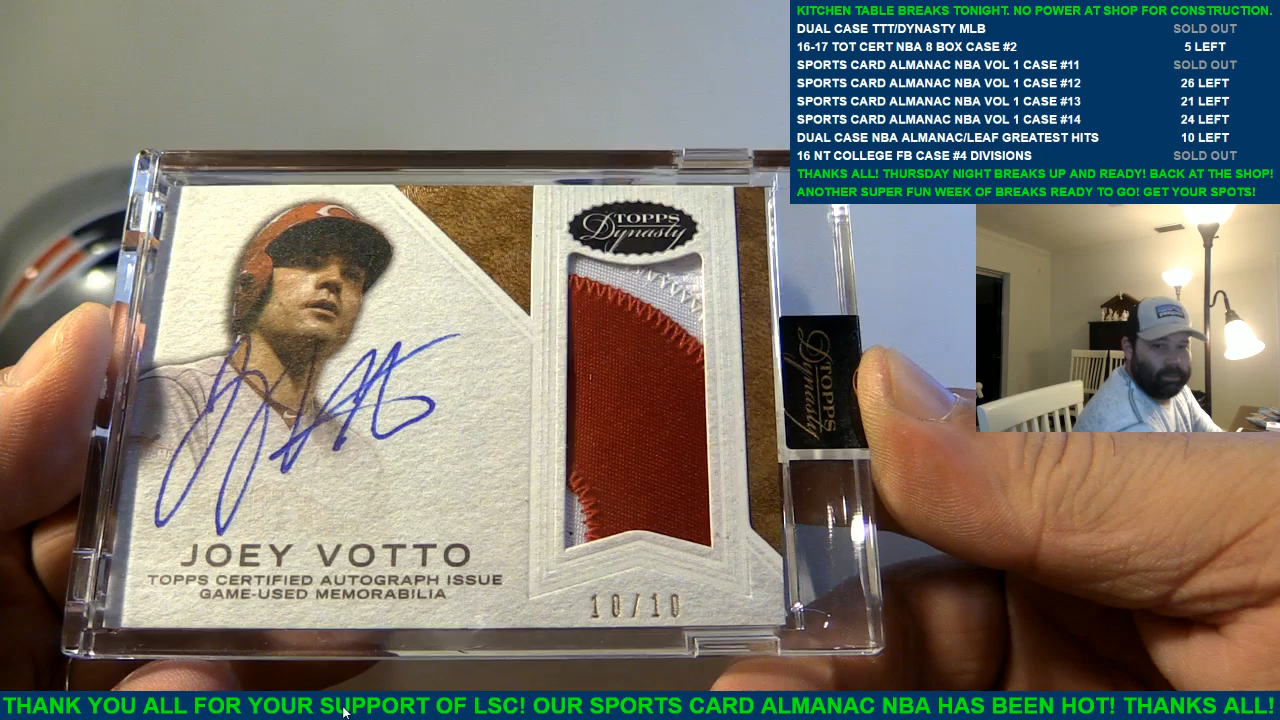 KITCHEN TABLE BREAKS TONIGHT. NO POWER AT SHOP FOR CONSTRUCTION.
DUAL CASE TTT/DYNASTY MLB SOLD OUT
16-17 TOT CERT NBA 8 BOX CASE #2 5 LEFT
SPORTS CARD ALMANAC NBA VOL 1 CASE #11 SOLD OUT
SPORTS CARD ALMANAC NBA VOL 1 CASE #12 26 LEFT
SPORTS CARD ALMANAC NBA VOL 1 CASE #13 21 LEFT
SPORTS CARD ALMANAC NBA VOL 1 CASE #14 24 LEFT
DUAL CASE NBA ALMANAC/LEAF GREATEST HITS 10 LEFT
16 NT COLLEGE FB CASE #4 DIVISIONS SOLD OUT
THANKS ALL! THURSDAY NIGHT BREAKS UP AND READY! BACK AT THE SHOP!
ANOTHER SUPER FUN WEEK OF BREAKS READY TO GO! GET YOUR SPOTS!
TOPPS
Dynasty
TOPPS
Dynasty
JOEY VOTTO
TOPPS CERTIFIED AUTOGRAPH ISSUE
GAME-USED MEMORABILIA
10/10
THANK YOU ALL FOR YOUR SUPPORT OF LSC! OUR SPORTS CARD ALMANAC NBA HAS BEEN HOT! THANKS ALL!